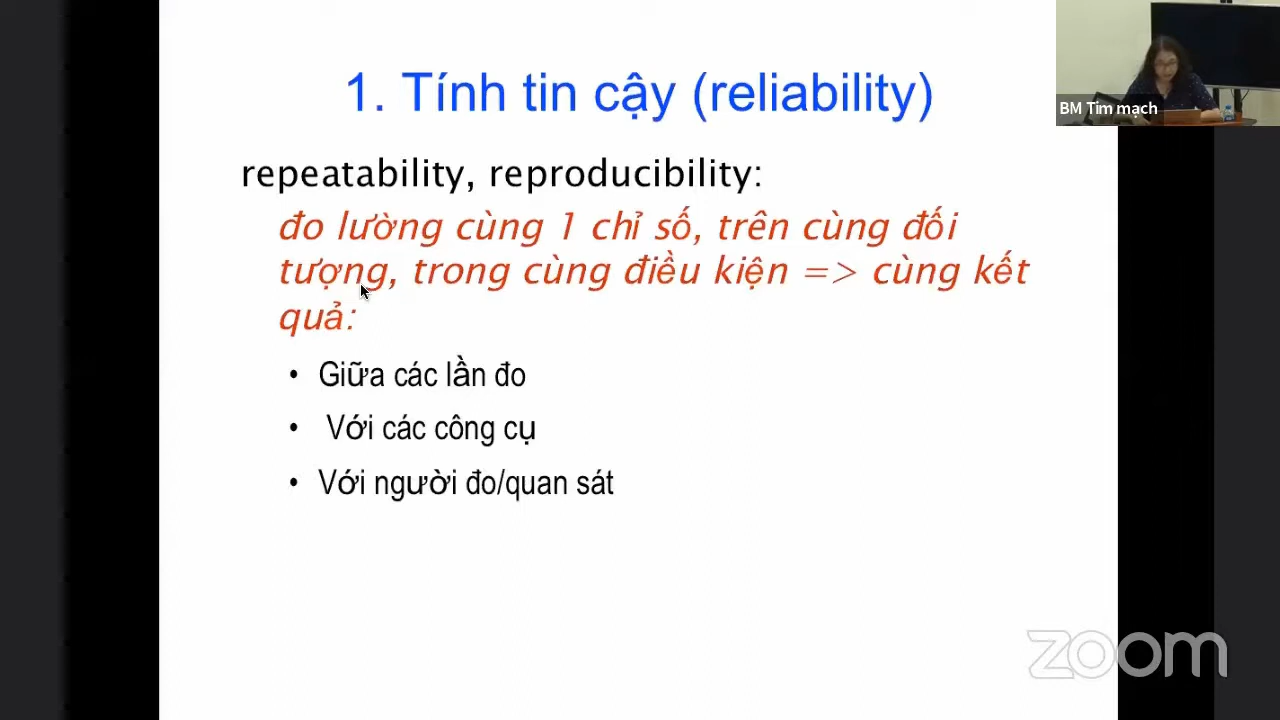 1. Tính tin cậy (reliability)
BM Tim mạch
repeatability, reproducibility:
đo lường cùng 1 chỉ số, trên cùng đối
tượng, trong cùng điều kiện => cùng kết
quả:
• Giữa các lần đo
• Với các công cụ
• Với người đo/quan sát
zoom